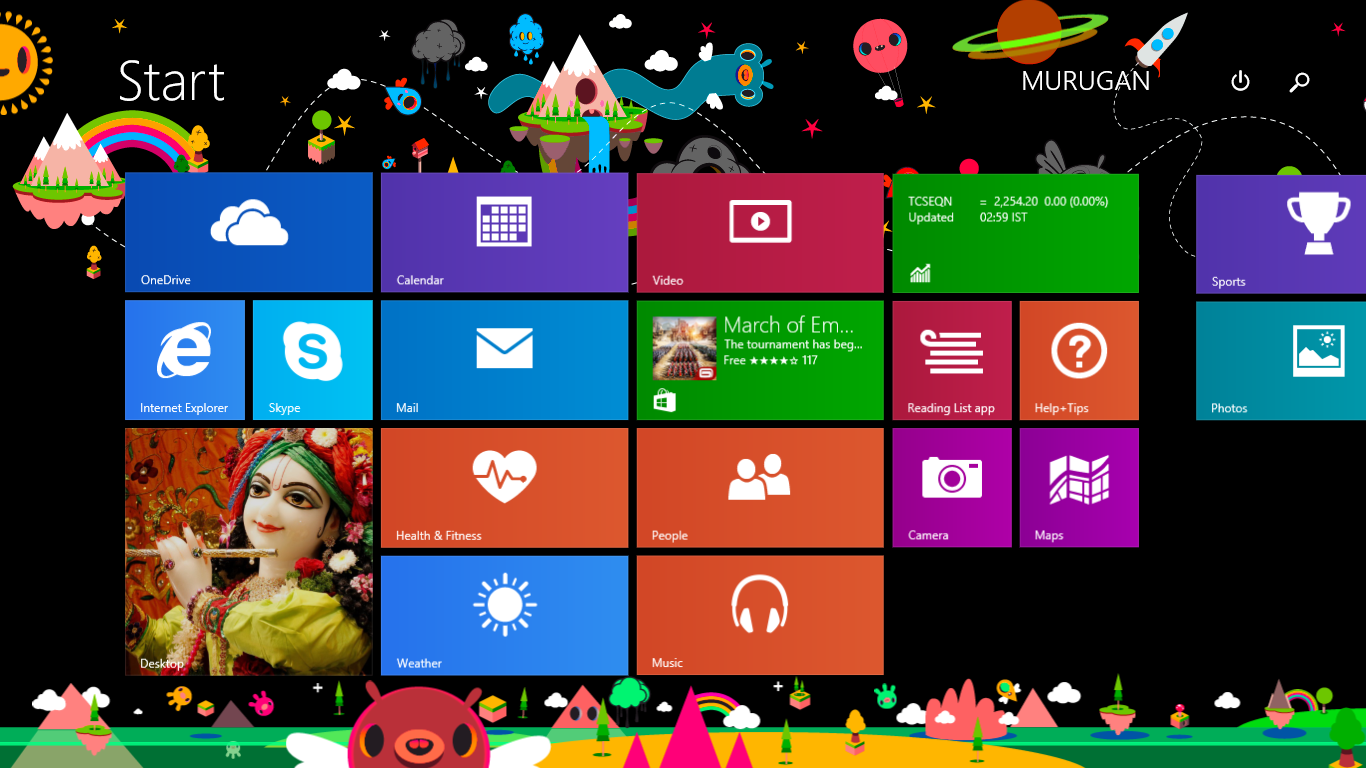 Start
MURUGAN
OneDrive
Calendar
Video
TCSEQN = 2,254.20 0.00 (0.00%)
Updated 02:59 IST
Sports
Internet Explorer
Skype
Mail
March of Em...
The tournament has beg...
Free ★★★★☆ 117
Reading List app
Help+Tips
Photos
Desktop
Health & Fitness
People
Camera
Maps
Weather
Music